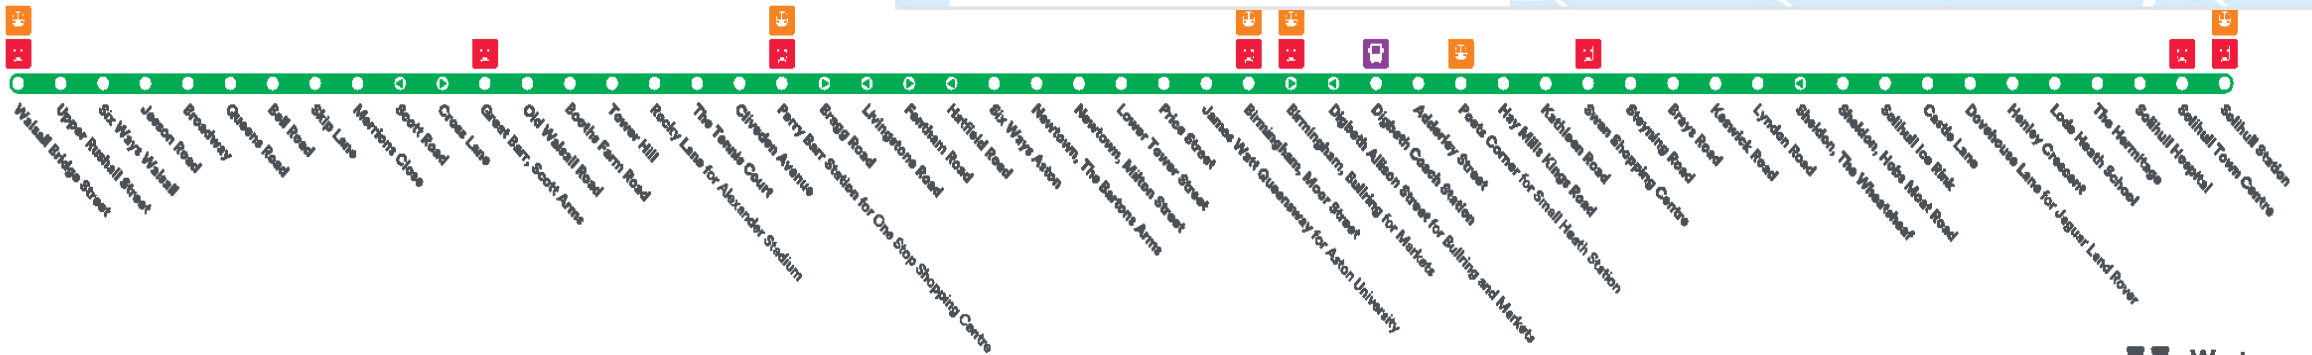 Walsall Bridge Street
Upper Rushall Street
Six Ways Walsall
Jesson Road
Broadway
Queens Road
Bell Road
Skip Lane
Merrions Close
Scott Road
Cross Lane
Great Barr, Scott Arms
Old Walsall Road
Booths Farm Road
Tower Hill
Rocky Lane for Alexander Stadium
The Tennis Court
Cliveden Avenue
Perry Barr Station for One Stop Shopping Centre
Bragg Road
Livingstone Road
Fentham Road
Hatfield Road
Six Ways Aston
Newtown, The Bartons Arms
Newtown, Milton Street
Lower Tower Street
Price Street
James Watt Queensway for Aston University
Birmingham, Moor Street
Birmingham, Bullring for Markets
Digbeth Allison Street for Bullring and Markets
Digbeth Coach Station
Adderley Street
Poets Corner for Small Heath Station
Hay Mills Kings Road
Kathleen Road
Swan Shopping Centre
Steyning Road
Brays Road
Keswick Road
Lyndon Road
Sheldon, The Wheatsheaf
Sheldon, Hobs Moat Road
Solihull Ice Rink
Castle Lane
Dovehouse Lane for Jaguar Land Rover
Henley Crescent
Lode Heath School
The Hermitage
Solihull Hospital
Solihull Town Centre
Solihull Station